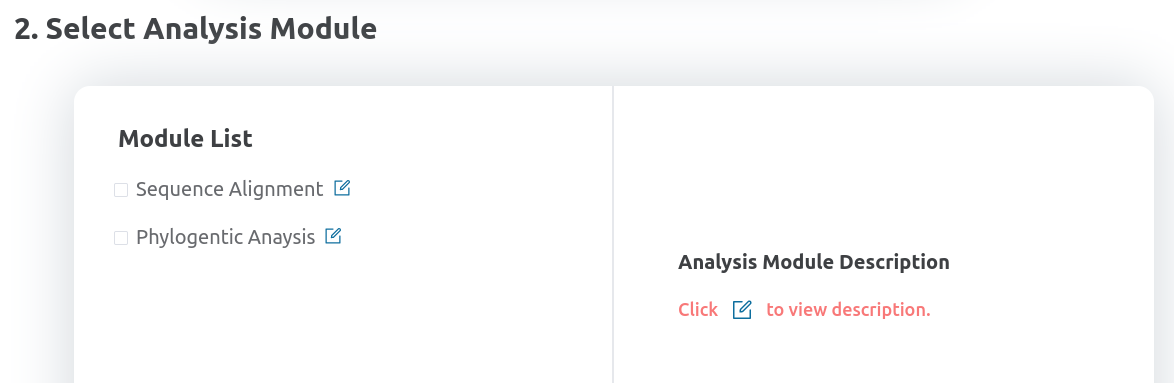 2. Select Analysis Module
Module List
Sequence Alignment
Phylogentic Anaysis
Analysis Module Description
Click to view description.